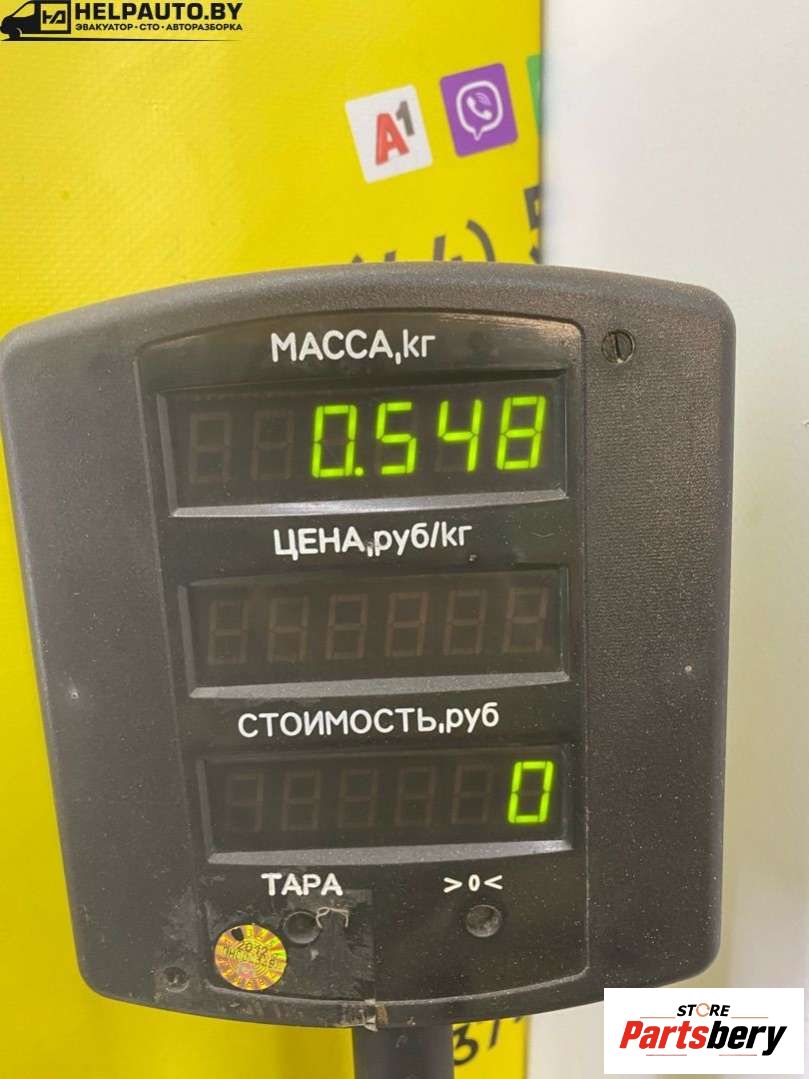 HELPAUTO.BY
ЭВАКУАТОР·СТО·АВТОРАЗБОРКА
A1
МАССА,кг
0.548
ЦЕНА,руб/кг
СТОИМОСТЬ,руб
0
ТАРА >0<
2012
STORE
Partsbery